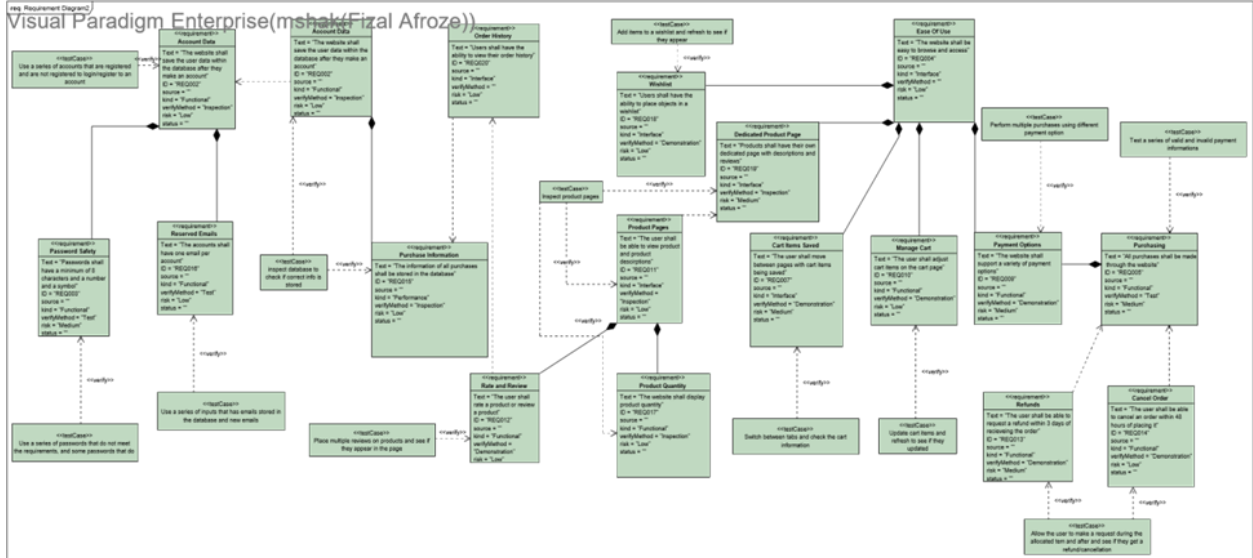 req: Requirement Diagram2
Visual Paradigm Enterprise(mshak(Fizal Afroze))
<<requirement>>
Account Data
Text = "The website shall
save the user data within
the database after they
make an account"
ID = "REQ002"
source = ""
kind = "Functional"
verifyMethod = "Inspection"
risk = "Low"
status = ""
<<testCase>>
Use a series of accounts that are registered
and are not registered to login/register to an
account
<<verify>>
Account Data
Text = "The website shall
save the user data within
the database after they
make an account"
ID = "REQ002"
source = ""
kind = "Functional"
verifyMethod = "Inspection"
risk = "Low"
status = ""
<<requirement>>
Order History
Text = "Users shall have the
ability to view their order history"
ID = "REQ020"
source = ""
kind = "Interface"
verifyMethod = ""
risk = "Low"
status = ""
<<testCase>>
Add items to a wishlist and refresh to see if
they appear
<<verify>>
<<requirement>>
Wishlist
Text = "Users shall have the
ability to place objects in a
wishlist"
source = ""
kind = "Interface"
verifyMethod = "Demonstration"
risk = "Low"
status = ""
<<requirement>>
Ease Of Use
Text = "The website shall be
easy to browse and access"
ID = "REQ004"
source = ""
kind = "Interface"
verifyMethod = "Demonstration"
risk = "Low"
status = ""
<<requirement>>
Dedicated Product Page
Text = "Products shall have their own
dedicated page with descriptions and
reviews"
source = ""
kind = "Interface"
verifyMethod = "Inspection"
risk = "Medium"
status = ""
<<testCase>>
Perform multiple purchases using different
payment option
<<verify>>
<<testCase>>
Text a series of valid and invalid payment
informations
<<verify>>
<<testCase>>
Inspect product pages
<<verify>>
<<verify>>
<<verify>>
<<requirement>>
Password Safety
Text = "Passwords shall
have a minimum of 8
characters and a number
and a symbol"
ID = "REQ003"
source = ""
kind = "Functional"
verifyMethod = "Test"
risk = "Medium"
status = ""
<<requirement>>
Reserved Emails
Text = "The accounts shall
have one email per
account"
ID = "REQ016"
source = ""
kind = "Functional"
verifyMethod = "Test"
risk = "Low"
status = ""
<<verify>>
<<testCase>>
Inspect database to
check if correct info is
stored
<<verify>>
<<requirement>>
Purchase Information
Text = "The information of all purchases
shall be stored in the database"
ID = "REQ015"
source = ""
kind = "Performance"
verifyMethod = "Inspection"
risk = "Low"
status = ""
<<requirement>>
Product Pages
Text = "The user shall
be able to view product
and product
descriptions"
ID = "REQ011"
source = ""
kind = "Interface"
verifyMethod =
"Inspection"
risk = "Medium"
status = ""
<<requirement>>
Cart Items Saved
Text = "The user shall move
between pages with cart items
being saved"
ID = "REQ007"
source = ""
kind = "Interface"
verifyMethod = "Demonstration"
risk = "Medium"
status = ""
<<requirement>>
Manage Cart
Text = "The user shall adjust
cart items on the cart page"
ID = "REQ010"
source = ""
kind = "Functional"
verifyMethod = "Demonstration"
risk = "Low"
status = ""
<<requirement>>
Payment Options
Text = "The website shall
support a variety of payment
options"
ID = "REQ009"
source = ""
kind = "Functional"
verifyMethod = "Demonstration"
risk = "Medium"
status = ""
<<requirement>>
Purchasing
Text = "All purchases shall be made
through the website"
ID = "REQ005"
source = ""
kind = "Functional"
verifyMethod = "Test"
risk = "Medium"
status = ""
<<verify>>
<<testCase>>
Use a series of passwords that do not meet
the requirements, and some passwords that do
<<verify>>
<<testCase>>
Use a series of inputs that has emails stored in
the database and new emails
<<testCase>>
Place multiple reviews on products and see if
they appear in the page
<<verify>>
<<requirement>>
Rate and Review
Text = "The user shall
rate a product or review
a product"
ID = "REQ012"
source = ""
kind = "Functional"
verifyMethod =
"Demonstration"
risk = "Low"
<<requirement>>
Product Quantity
Text = "The website shall display
product quantity"
ID = "REQ017"
source = ""
kind = "Functional"
verifyMethod = "Inspection"
risk = "Low"
status = ""
<<verify>>
<<testCase>>
Switch between tabs and check the cart
information
<<verify>>
<<testCase>>
Update cart items and
refresh to see if they
updated
<<requirement>>
Refunds
Text = "The user shall be able to
request a refund within 3 days of
recieveing the order"
ID = "REQ013"
source = ""
kind = "Functional"
verifyMethod = "Demonstration"
risk = "Medium"
status = ""
<<requirement>>
Cancel Order
Text = "The user shall be able
to cancel an order within 48
hours of placing it"
ID = "REQ014"
source = ""
kind = "Functional"
verifyMethod = "Demonstration"
risk = "Low"
status = ""
<<verify>>
<<verify>>
<<testCase>>
Allow the user to make a request during the
allocated item and after and see if they get a
refund/cancellation